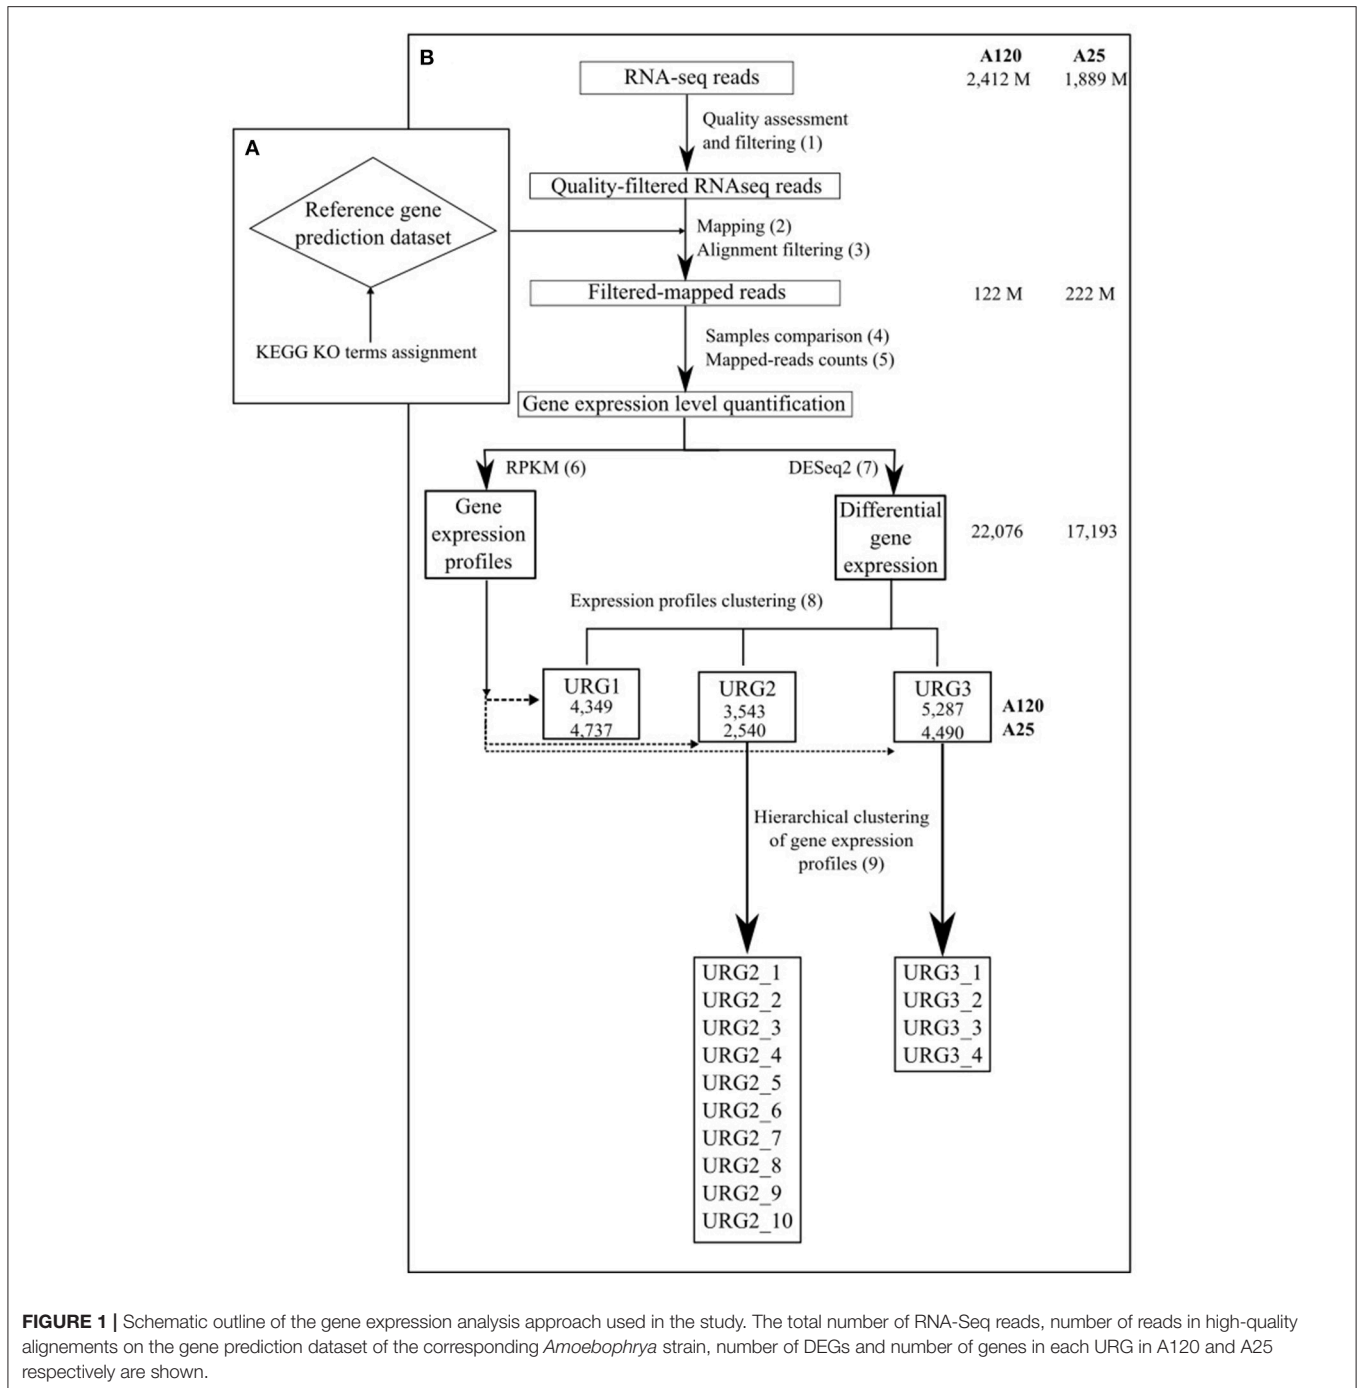 B
A120 A25
RNA-seq reads
2,412 M 1,889 M
Quality assessment
and filtering (1)
A
Quality-filtered RNAseq reads
Reference gene
prediction dataset
Mapping (2)
Alignment filtering (3)
Filtered-mapped reads
122 M 222 M
KEGG KO terms assignment
Samples comparison (4)
Mapped-reads counts (5)
Gene expression level quantification
RPKM (6)
DESeq2 (7)
Gene
expression
profiles
Differential
gene
expression
22,076 17,193
Expression profiles clustering (8)
URG1
4,349
4,737
URG2
3,543
2,540
URG3
5,287
4,490
A120
A25
Hierarchical clustering
of gene expression
profiles (9)
URG2_1
URG2_2
URG2_3
URG2_4
URG2_5
URG2_6
URG2_7
URG2_8
URG2_9
URG2_10
URG3_1
URG3_2
URG3_3
URG3_4
FIGURE 1 | Schematic outline of the gene expression analysis approach used in the study. The total number of RNA-Seq reads, number of reads in high-quality
alignements on the gene prediction dataset of the corresponding Amoebophrya strain, number of DEGs and number of genes in each URG in A120 and A25
respectively are shown.